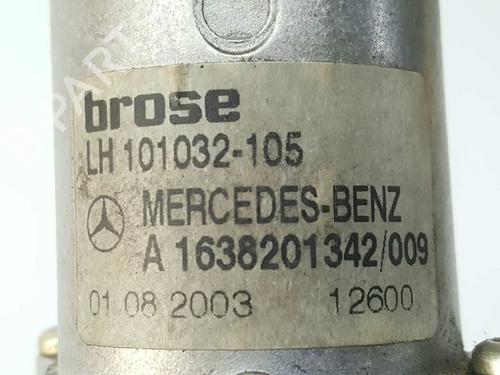 brose
LH 101032-105
MERCEDES-BENZ
A 1638201342/009
01 08 2003 12600